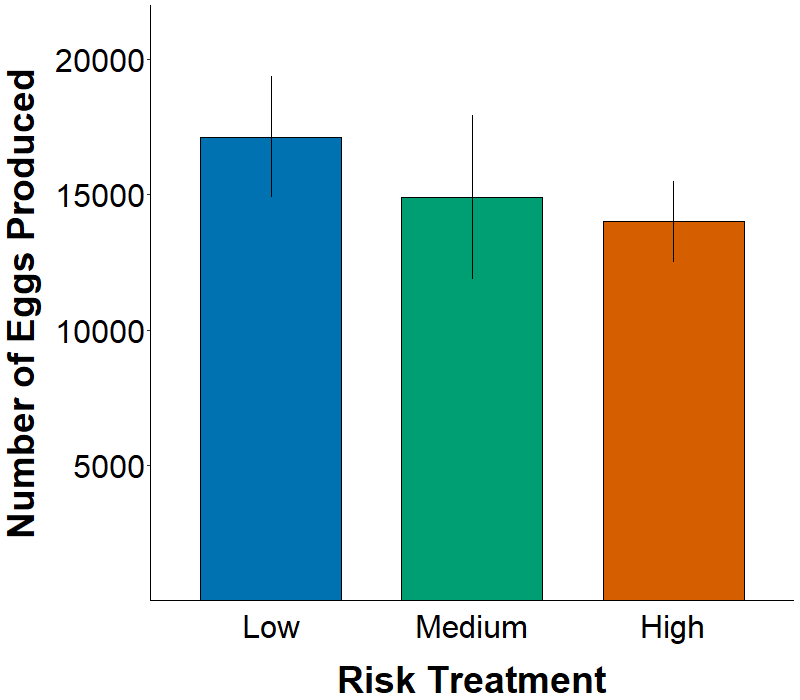 Number of Eggs Produced
20000
15000
10000
5000
Low
Medium
High
Risk Treatment